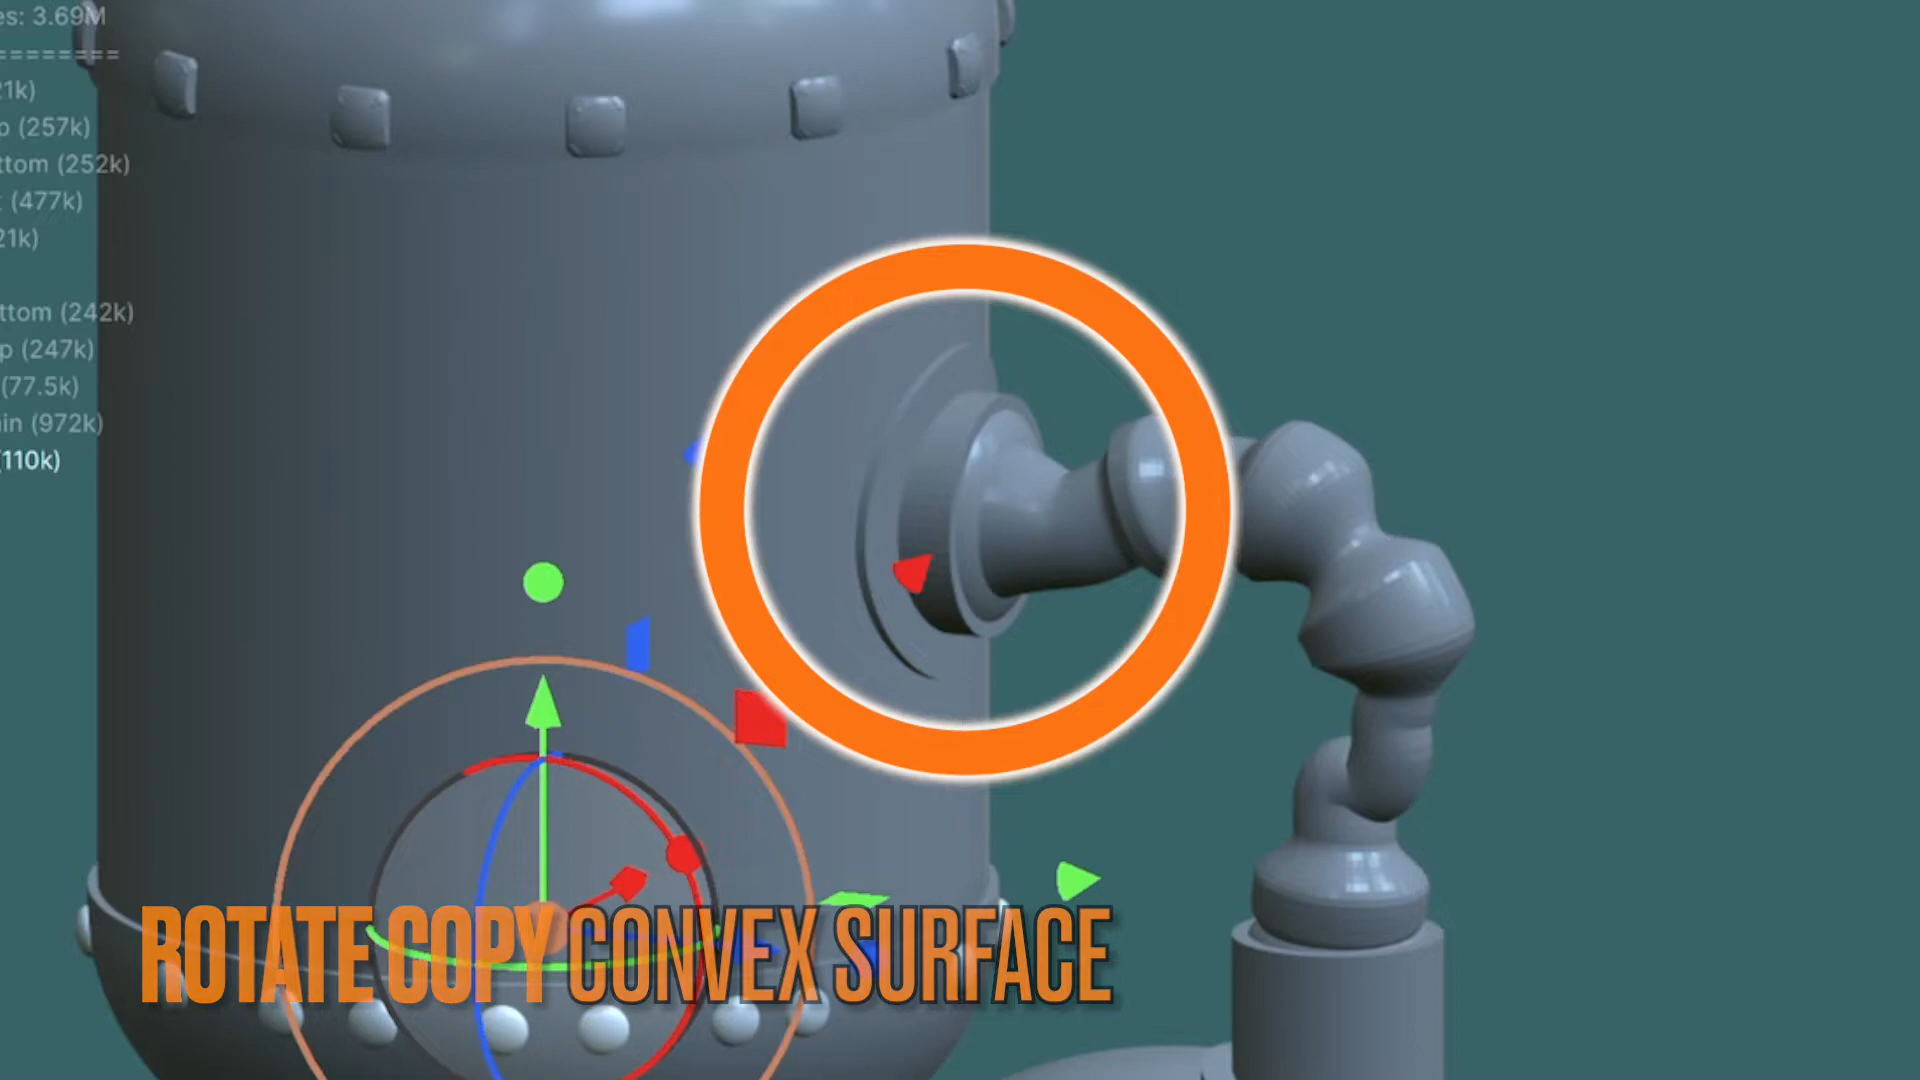 es: 3.69M
========
21k)
p (257k)
ttom (252k)
t (477k)
21k)
ttom (242k)
p (247k)
(77.5k)
in (972k)
(110k)
ROTATE COPY CONVEX SURFACE